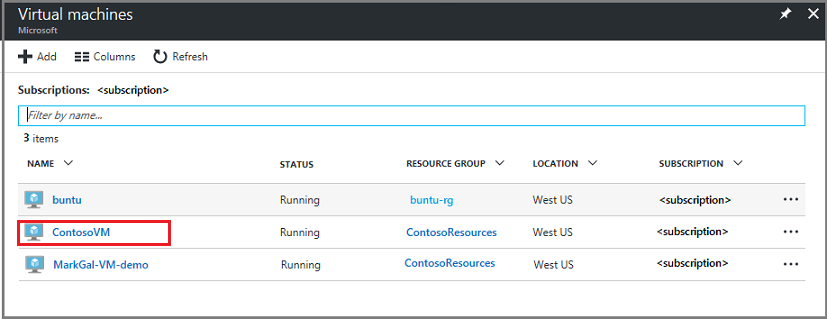 Virtual machines
Microsoft
Add Columns Refresh
Subscriptions: <subscription>
Filter by name...
3 items
NAME STATUS RESOURCE GROUP LOCATION SUBSCRIPTION
buntu Running buntu-rg West US <subscription> ...
ContosoVM Running ContosoResources West US <subscription> ...
MarkGal-VM-demo Running ContosoResources West US <subscription> ...